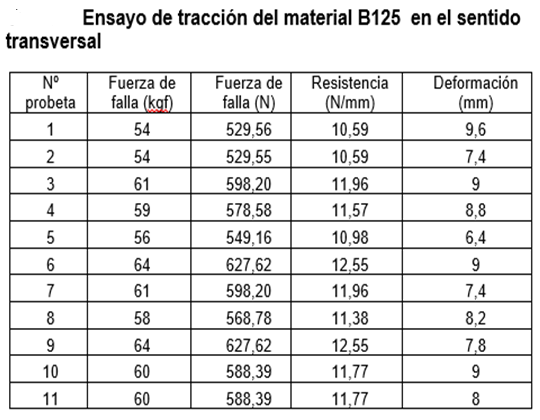 Ensayo de tracción del material B125 en el sentido
transversal
Nº probeta Fuerza de falla (kgf) Fuerza de falla (N) Resistencia (N/mm) Deformación (mm)
1 54 529,56 10,59 9,6
2 54 529,55 10,59 7,4
3 61 598,20 11,96 9
4 59 578,58 11,57 8,8
5 56 549,16 10,98 6,4
6 64 627,62 12,55 9
7 61 598,20 11,96 7,4
8 58 568,78 11,38 8,2
9 64 627,62 12,55 7,8
10 60 588,39 11,77 9
11 60 588,39 11,77 8